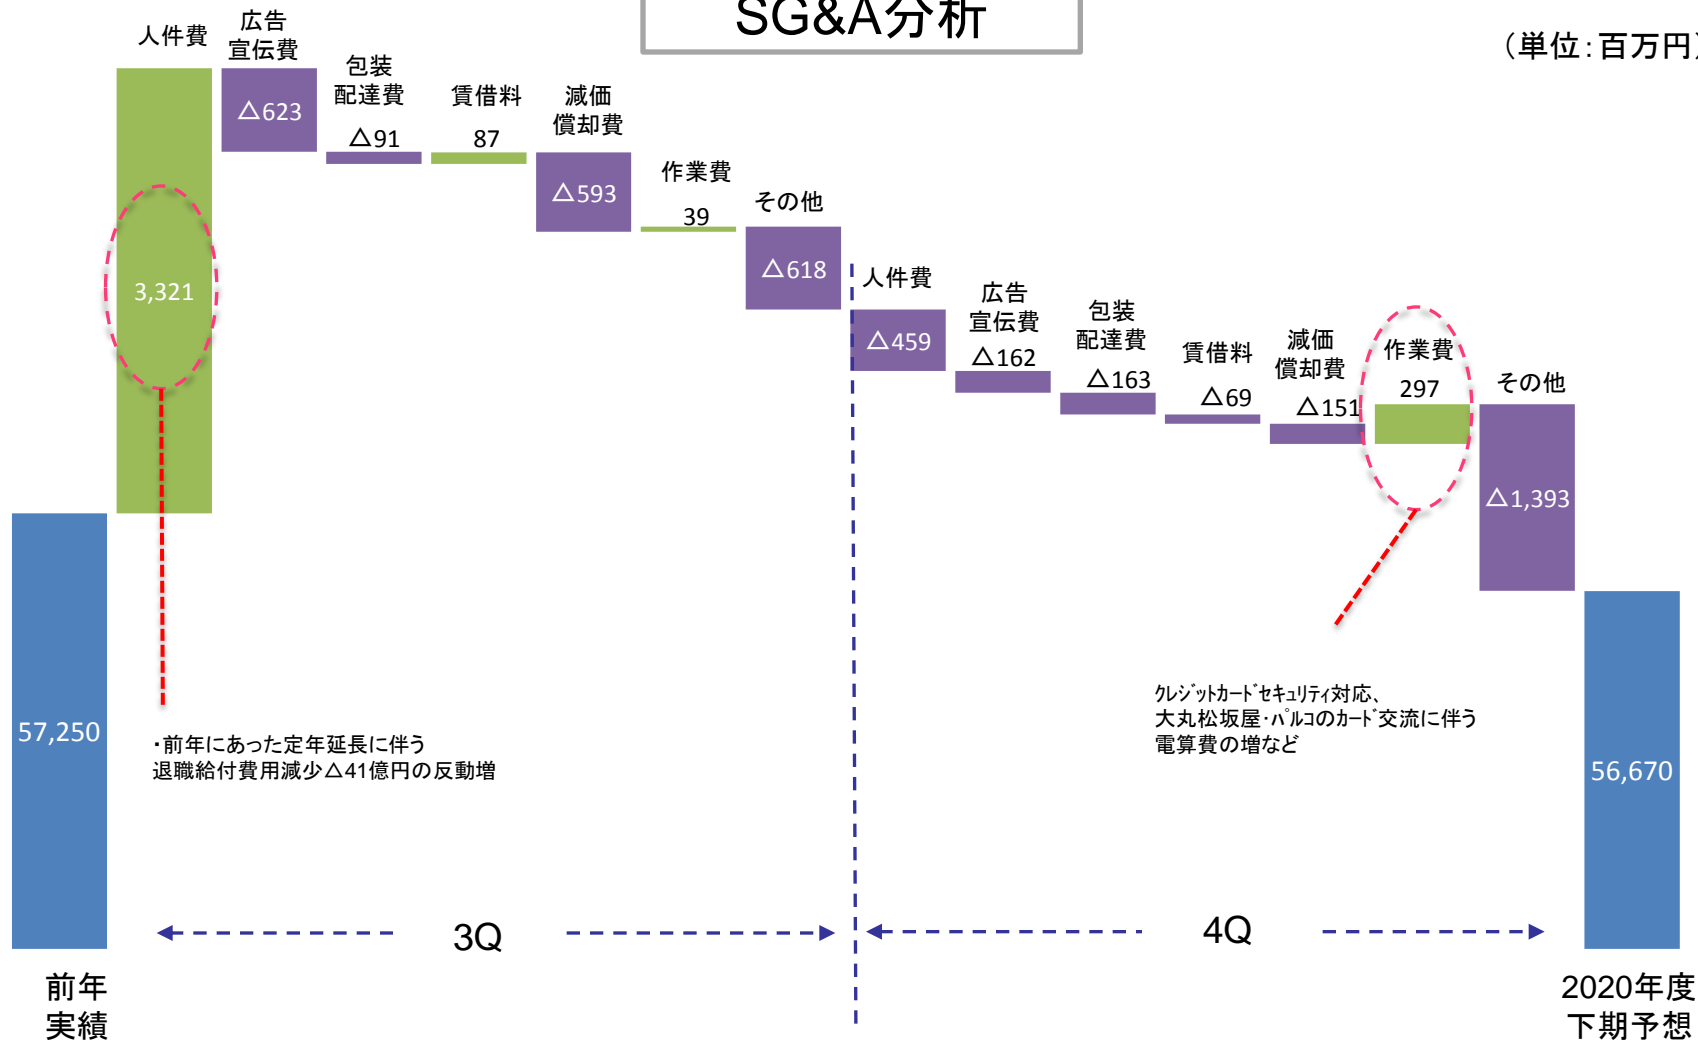 SG&A分析
（単位：百万円）
人件費
3,321
広告
宣伝費
△623
包装
配達費
△91
賃借料
87
減価
償却費
△593
作業費
39
その他
△618
人件費
△459
広告
宣伝費
△162
包装
配達費
△163
賃借料
△69
減価
償却費
△151
作業費
297
その他
△1,393
57,250
・前年にあった定年延長に伴う
退職給付費用減少△41億円の反動増
ｸﾚｼﾞｯﾄｶｰﾄﾞｾｷｭﾘﾃｨ対応、
大丸松坂屋・ﾊﾟﾙｺのｶｰﾄﾞ交流に伴う
電算費の増など
56,670
3Q
4Q
前年
実績
2020年度
下期予想